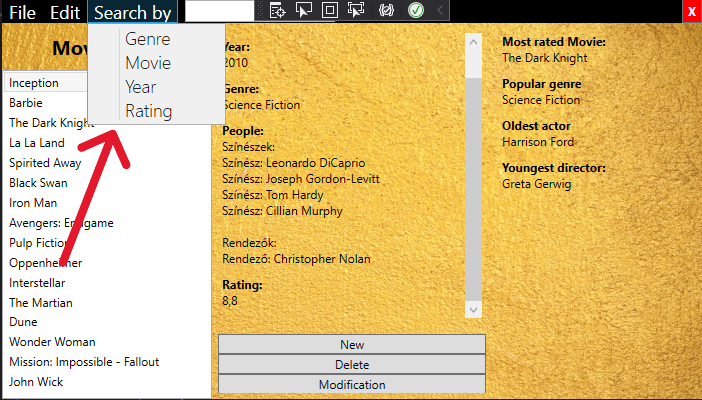 File Edit Search by
X
Genre
Movie
Year
Rating
Mov
Inception
Barbie
The Dark Knight
La La Land
Spirited Away
Black Swan
Iron Man
Avengers: Endgame
Pulp Fiction
Oppenheimer
Interstellar
The Martian
Dune
Wonder Woman
Mission: Impossible - Fallout
John Wick
Year:
2010
Genre:
Science Fiction
People:
Színészek:
Színész: Leonardo DiCaprio
Színész: Joseph Gordon-Levitt
Színész: Tom Hardy
Színész: Cillian Murphy
Rendezők:
Rendező: Christopher Nolan
Rating:
8,8
New
Delete
Modification
Most rated Movie:
The Dark Knight
Popular genre
Science Fiction
Oldest actor
Harrison Ford
Youngest director:
Greta Gerwig